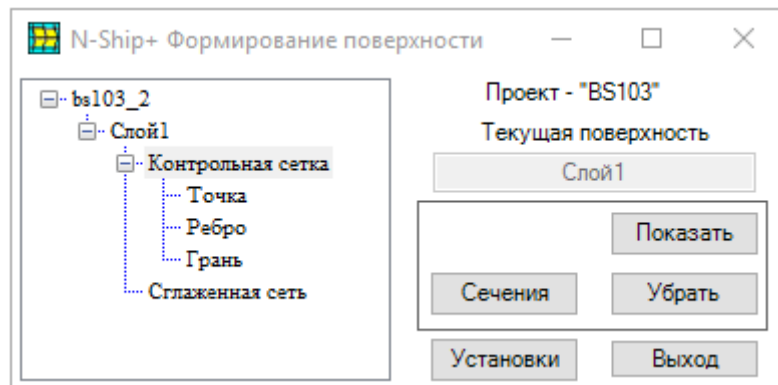 N-Ship+ Формирование поверхности
bs103_2
Слой1
Контрольная сетка
Точка
Ребро
Грань
Сглаженная сеть
Проект - "BS103"
Текущая поверхность
Слой1
Показать
Сечения
Убрать
Установки
Выход